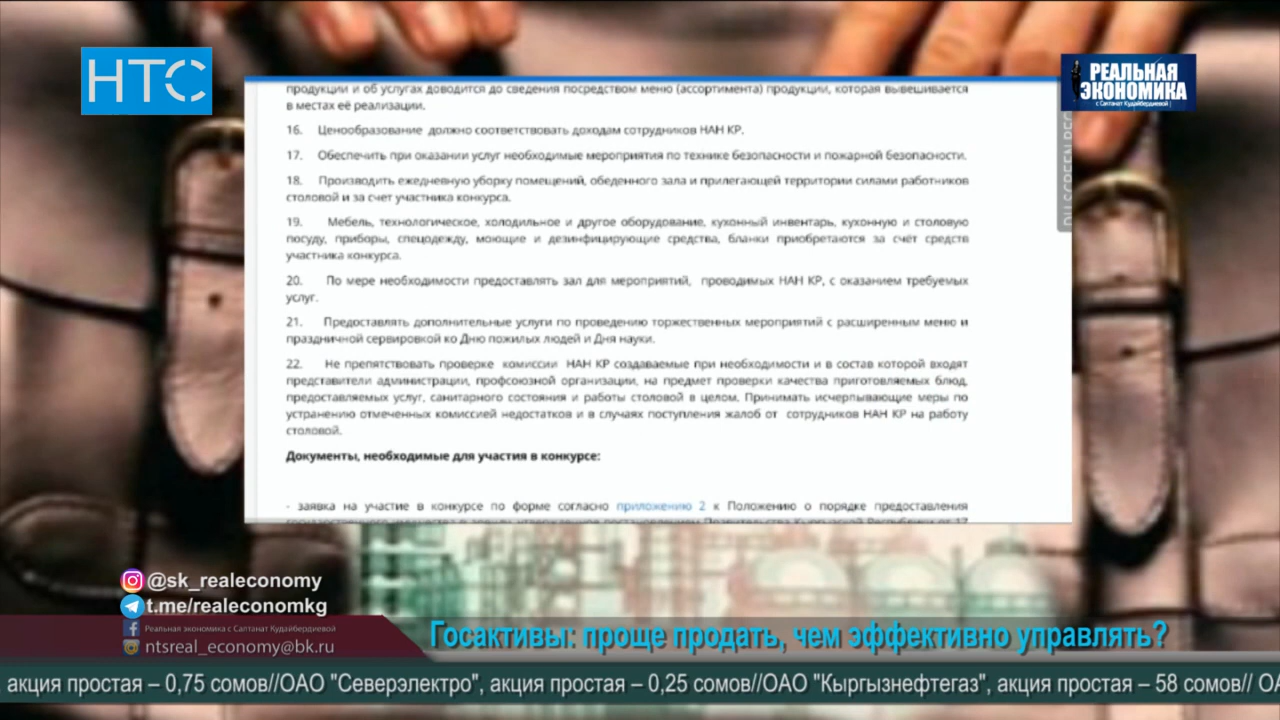 НТС
РЕАЛЬНАЯ
ЭКОНОМИКА
с Салтанат Кудайбердиевой
продукции и об услугах доводится до сведения посредством меню (ассортимента) продукции, которая вывешивается
в местах её реализации.
16. Ценообразование должно соответствовать доходам сотрудников НАН КР.
17. Обеспечить при оказании услуг необходимые мероприятия по технике безопасности и пожарной безопасности.
18. Производить ежедневную уборку помещений, обеденного зала и прилегающей территории силами работников
столовой и за счет участника конкурса.
19. Мебель, технологическое, холодильное и другое оборудование, кухонный инвентарь, кухонную и столовую
посуду, приборы, спецодежду, моющие и дезинфицирующие средства, бланки приобретаются за счёт средств
участника конкурса.
20. По мере необходимости предоставлять зал для мероприятий, проводимых НАН КР, с оказанием требуемых
услуг.
21. Предоставлять дополнительные услуги по проведению торжественных мероприятий с расширенным меню и
праздничной сервировкой ко Дню пожилых людей и Дня науки.
22. Не препятствовать проверке комиссии НАН КР создаваемые при необходимости и в состав которой входят
представители администрации, профсоюзной организации, на предмет проверки качества приготовляемых блюд,
предоставляемых услуг, санитарного состояния и работы столовой в целом. Принимать исчерпывающие меры по
устранению отмеченных комиссией недостатков и в случаях поступления жалоб от сотрудников НАН КР на работу
столовой.
Документы, необходимые для участия в конкурсе:
- заявка на участие в конкурсе по форме согласно приложению 2 к Положению о порядке предоставления
@sk_realeconomy
t.me/realeconomkg
Реальная экономика с Салтанат Кудайбердиевой
ntsreal_economy@bk.ru
Госактивы: проще продать, чем эффективно управлять?
, акция простая – 0,75 сомов//ОАО "Северэлектро", акция простая – 0,25 сомов//ОАО "Кыргызнефтегаз", акция простая – 58 сомов// ОА